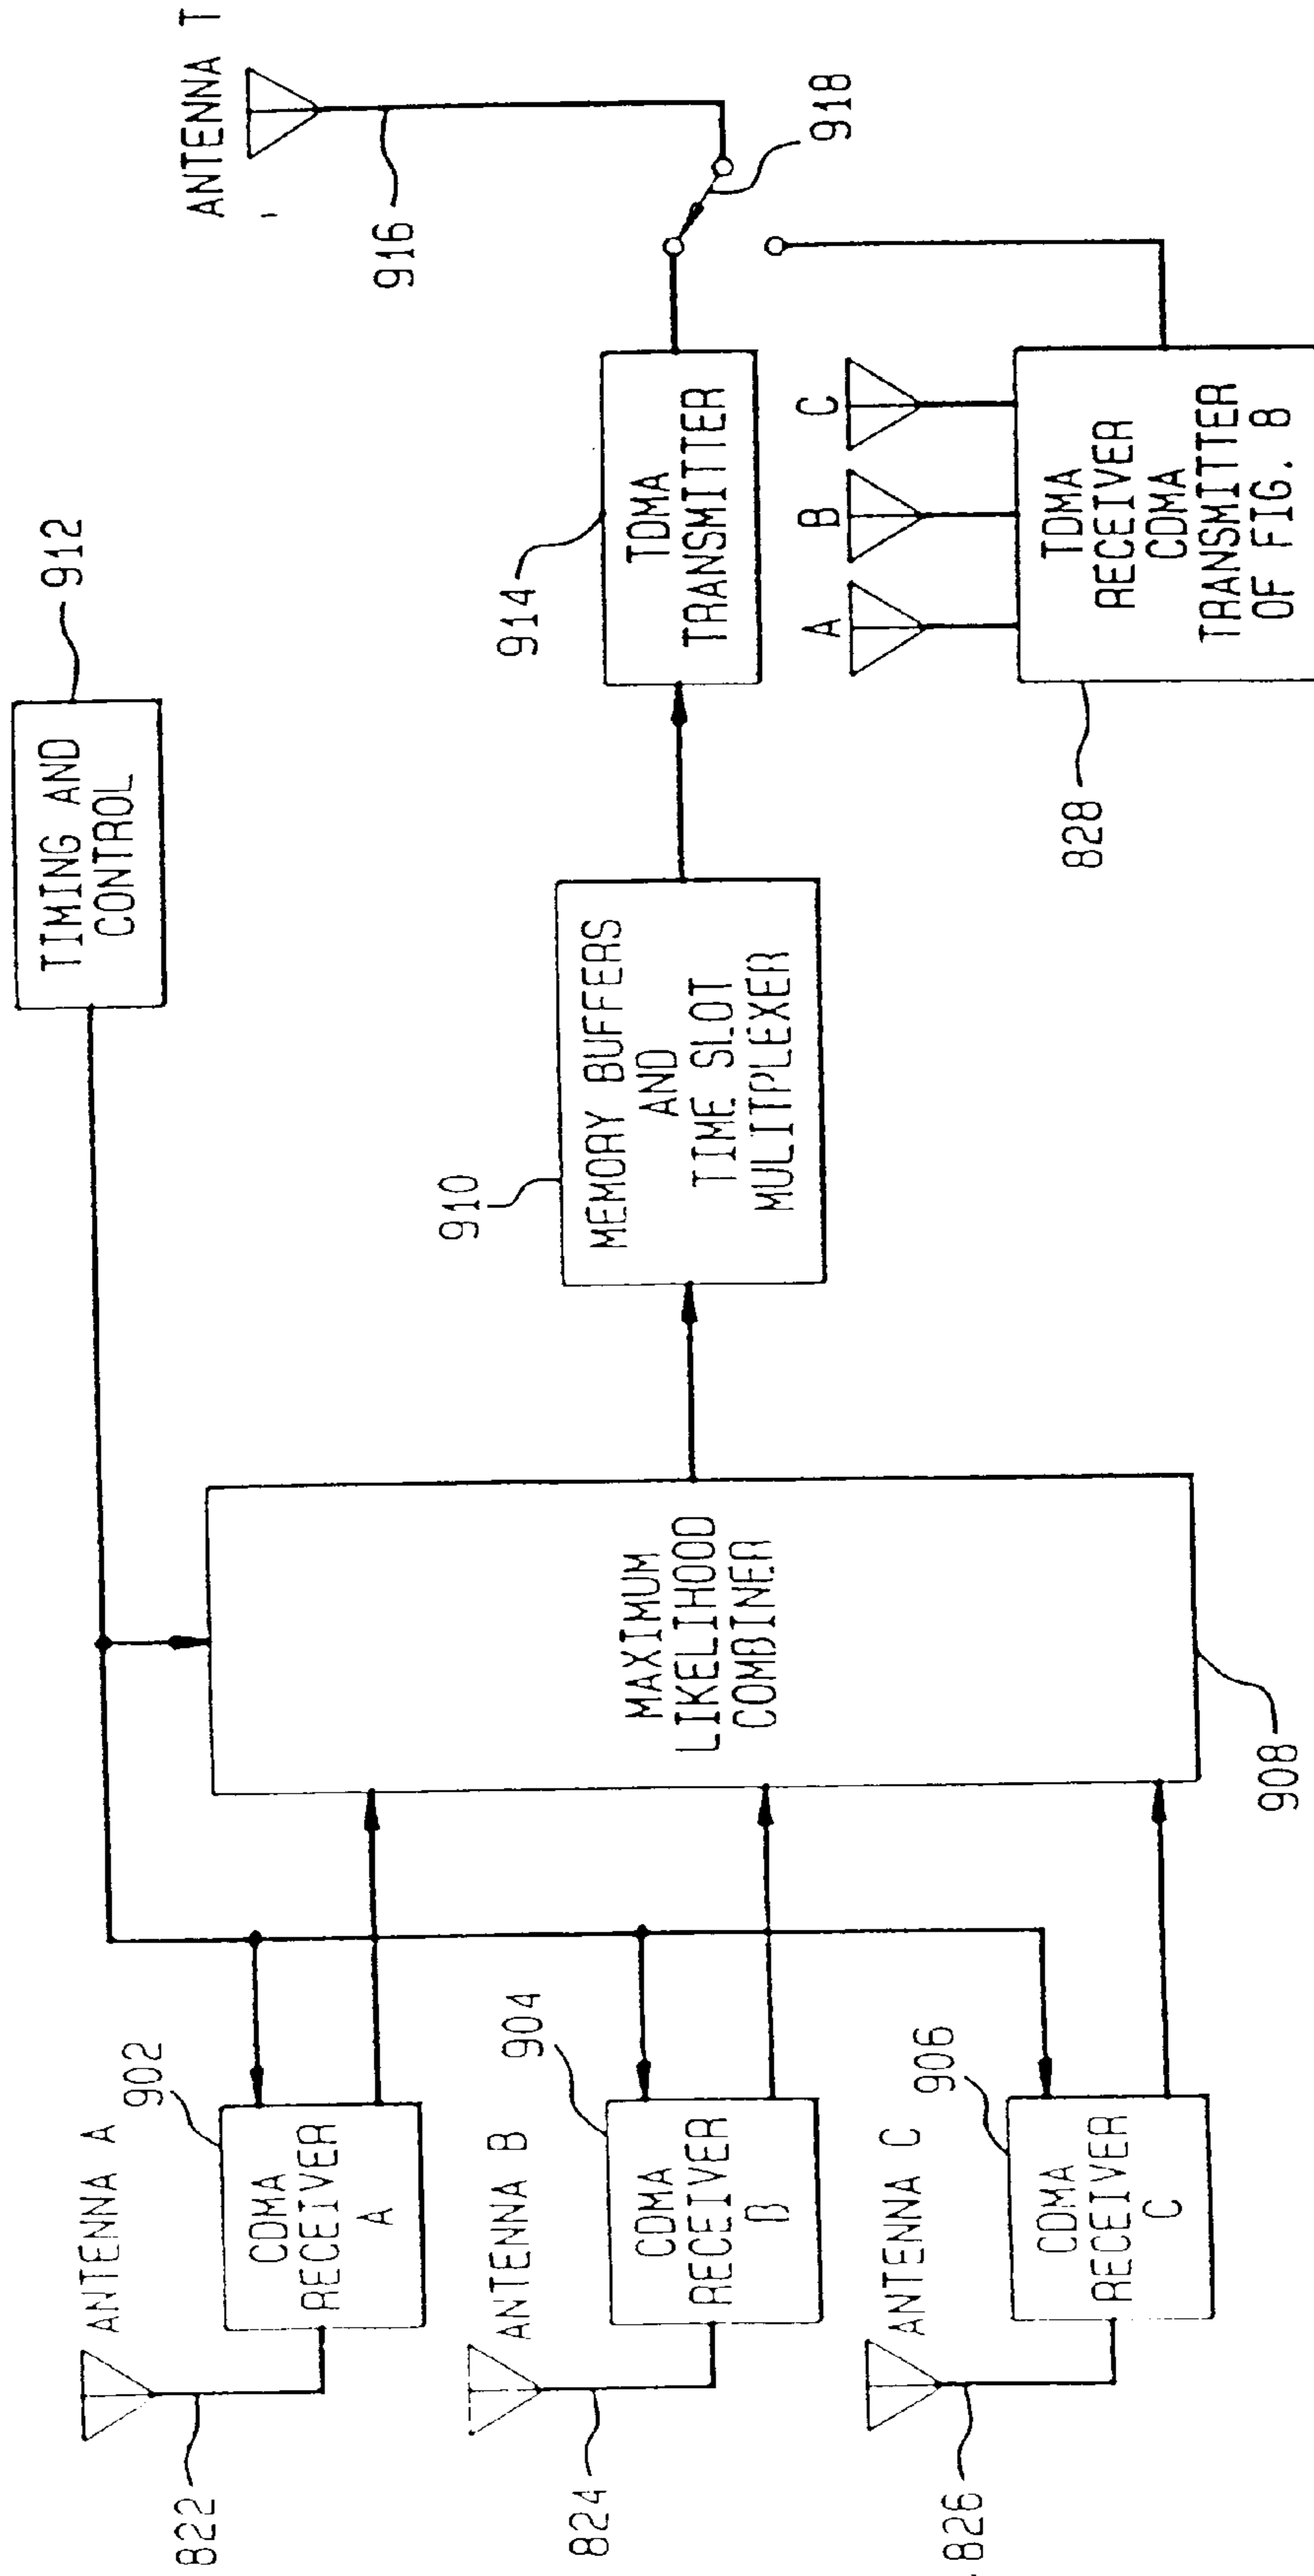 ANTENNA A
822
902
CDMA
RECEIVER
A
ANTENNA B
824
904
CDMA
RECEIVER
B
ANTENNA C
826
906
CDMA
RECEIVER
C
MAXIMUM
LIKELIHOOD
COMBINER
908
TIMING AND
CONTROL
912
910
MEMORY BUFFERS
AND
TIME SLOT
MULITPLEXER
914
TDMA
TRANSMITTER
ANTENNA T
916
918
A
B
C
TDMA
RECEIVER
CDMA
TRANSMITTER
OF FIG. 8
828